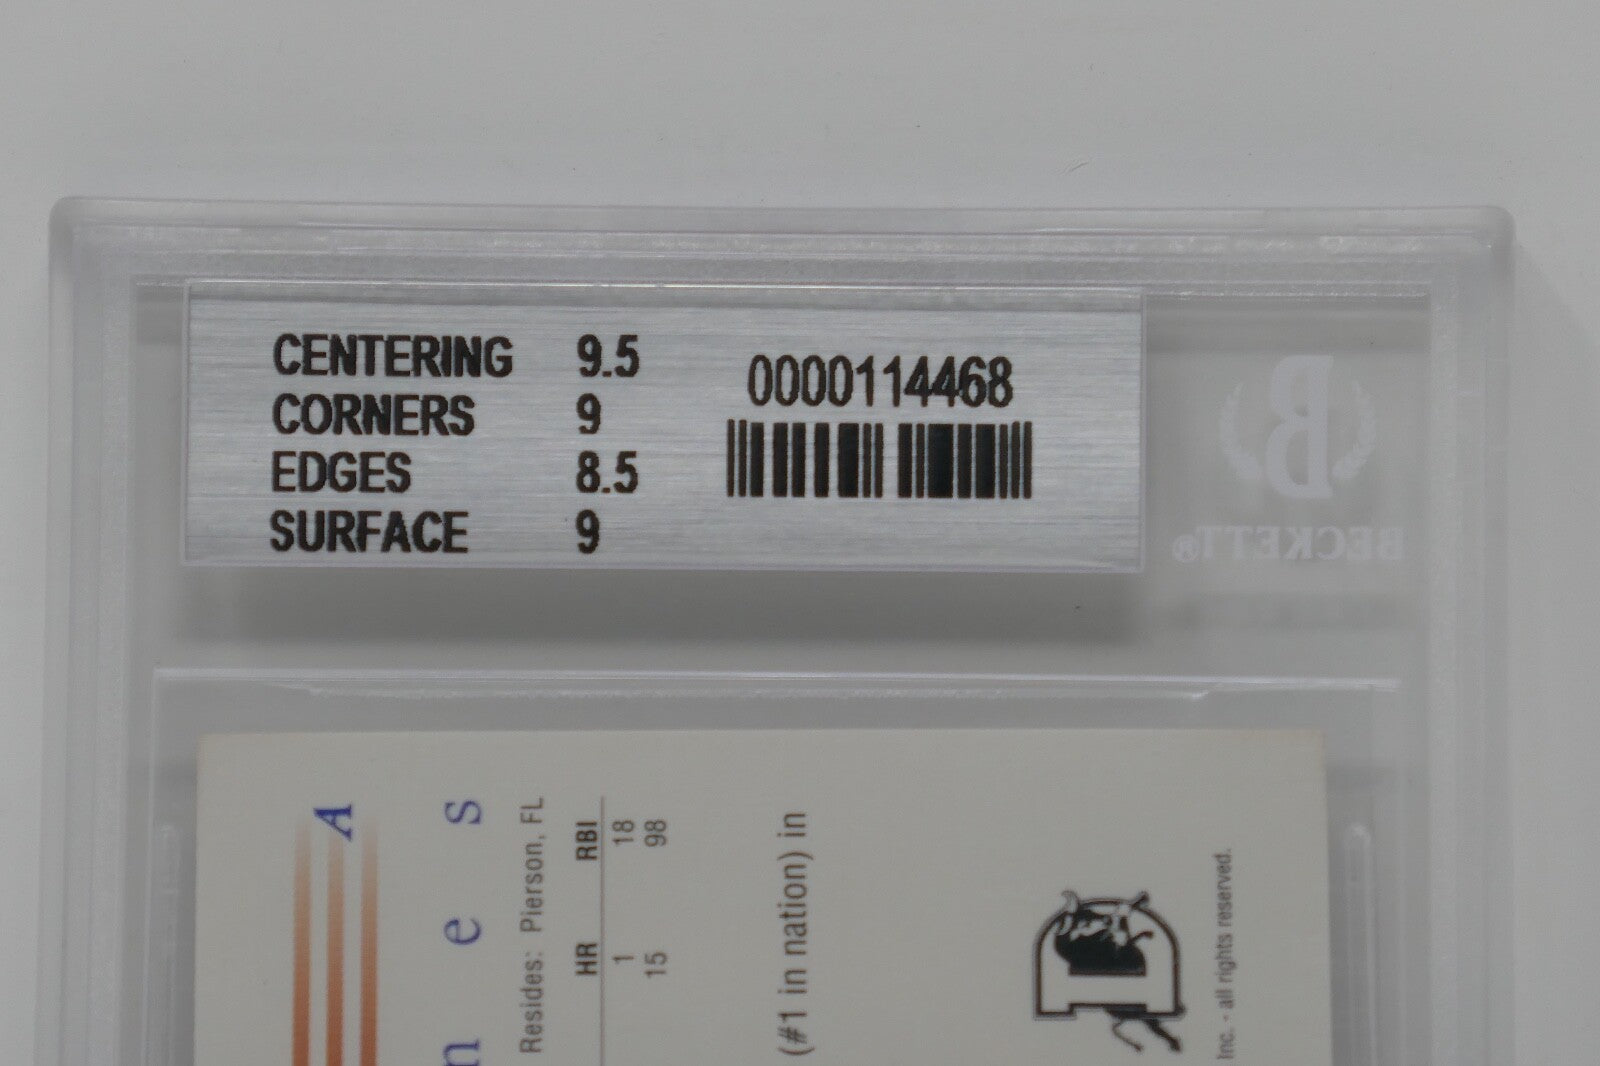 CENTERING 9.5
CORNERS 9
EDGES 8.5
SURFACE 9
0000114468
BECKETT®
B
A
n e s
Resides: Pierson, FL
HR RBI
1 18
15 98
(#1 in nation) in
D
Inc. - all rights reserved.